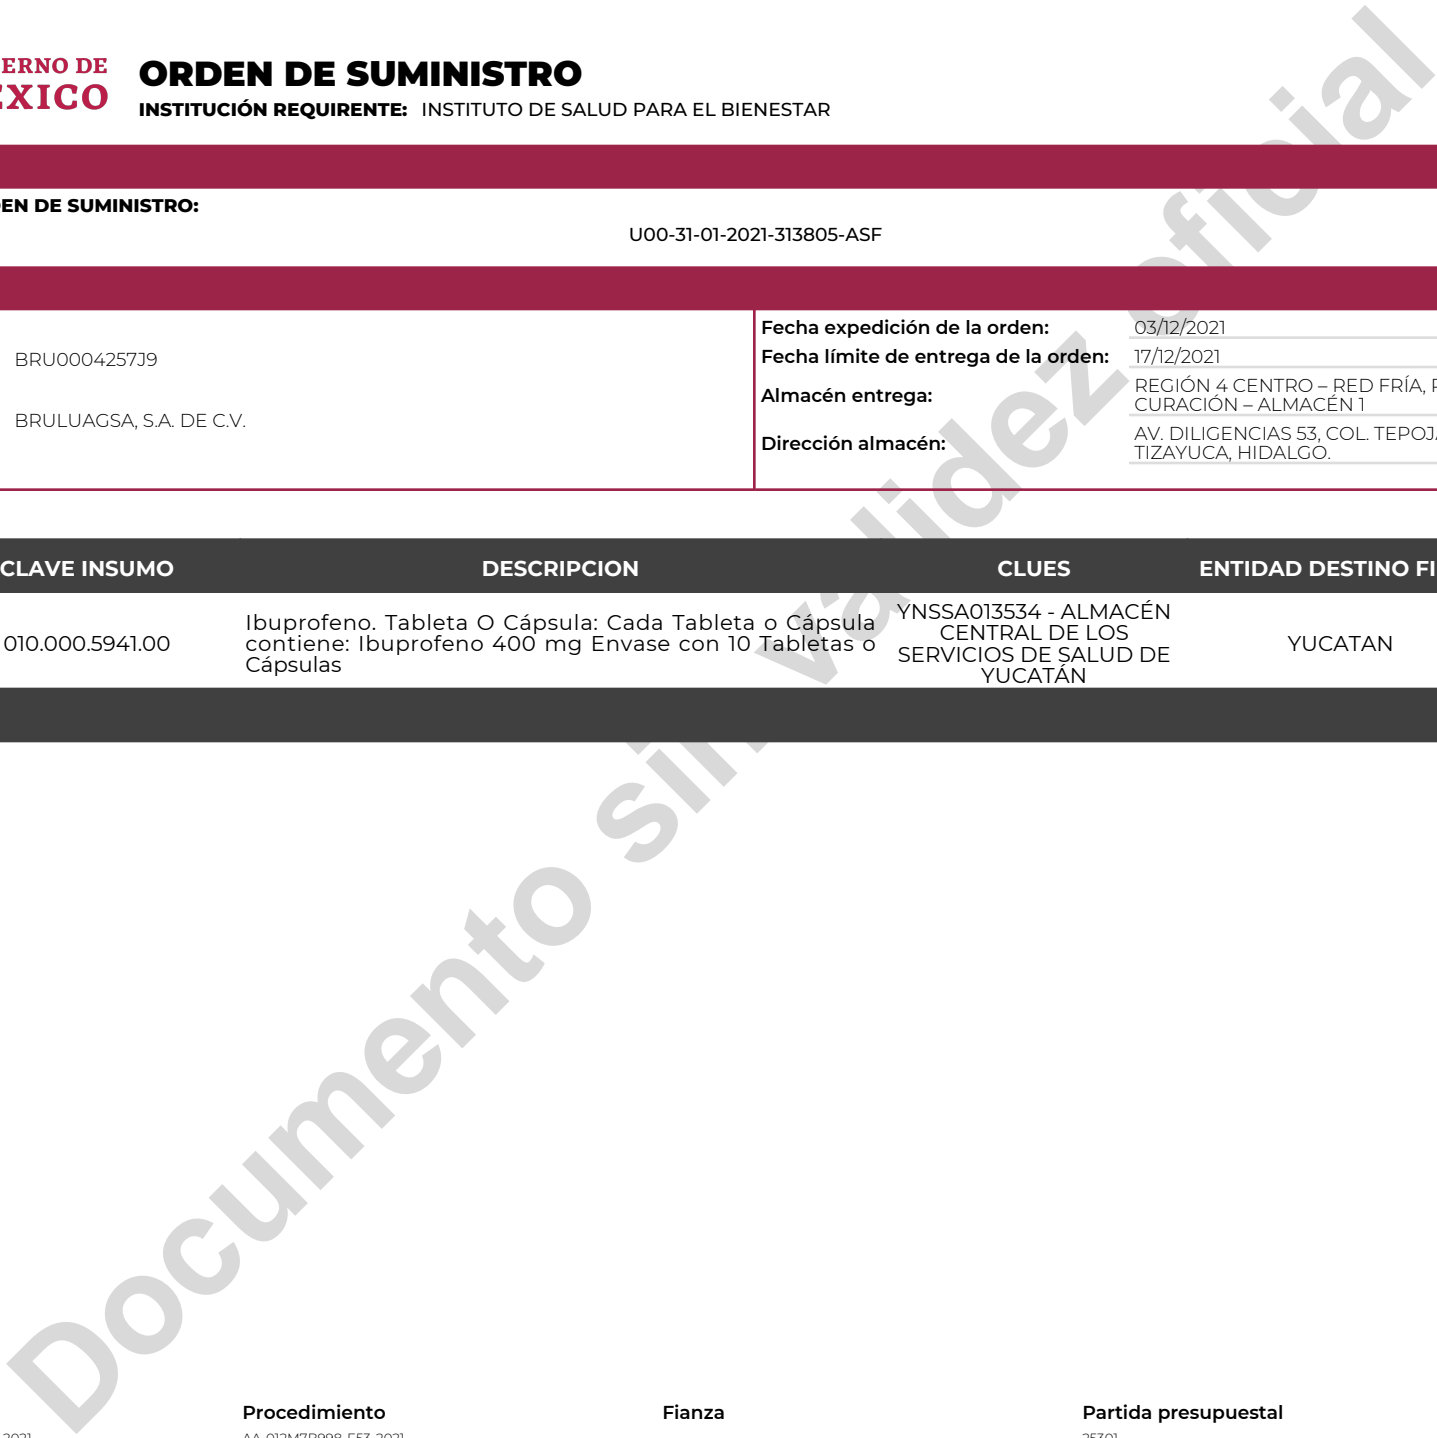 ERNO DE
ORDEN DE SUMINISTRO
INSTITUCIÓN REQUIRENTE: INSTITUTO DE SALUD PARA EL BIENESTAR
EN DE SUMINISTRO:
U00-31-01-2021-313805-ASF
BRU0004257J9
BRULUAGSA, S.A. DE C.V.
Fecha expedición de la orden: 03/12/2021
Fecha límite de entrega de la orden: 17/12/2021
Almacén entrega: REGIÓN 4 CENTRO – RED FRÍA,
CURACIÓN – ALMACÉN 1
Dirección almacén: AV. DILIGENCIAS 53, COL.
TIZAYUCA, HIDALGO.
CLAVE INSUMO DESCRIPCION CLUES ENTIDAD DESTINO
010.000.5941.00
Ibuprofeno. Tableta O Cápsula: Cada Tableta o Cápsula
contiene: Ibuprofeno 400 mg Envase con 10 Tabletas o
Cápsulas
YNSSA013534 - ALMACÉN
CENTRAL DE LOS
SERVICIOS DE SALUD DE
YUCATÁN
YUCATAN
Documento sin validez oficial
Procedimiento Fianza Partida presupuestal